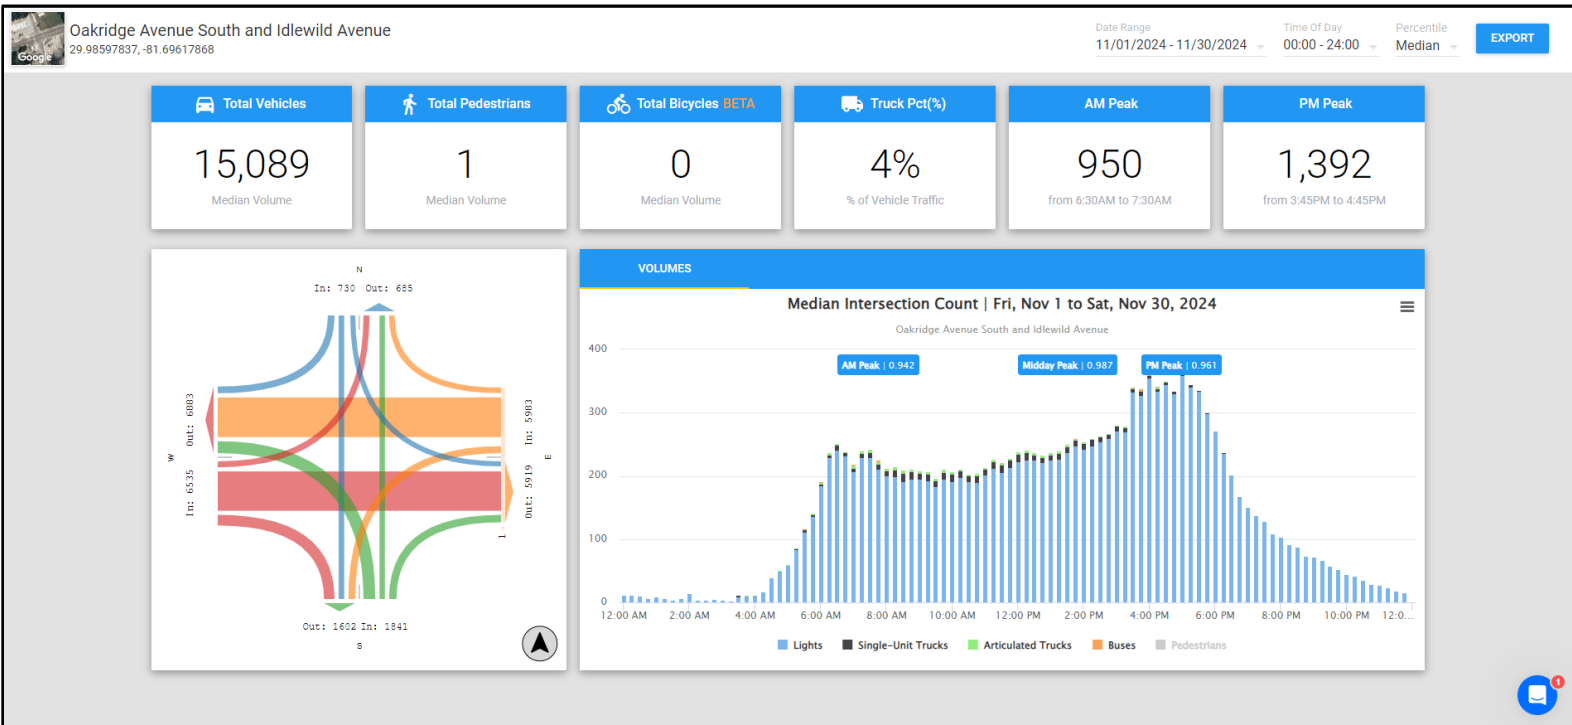 Oakridge Avenue South and Idlewild Avenue
29.98597837, -81.69617868
Google
Date Range
11/01/2024 - 11/30/2024
Time Of Day
00:00 - 24:00
Percentile
Median
EXPORT
Total Vehicles
15,089
Median Volume
Total Pedestrians
1
Median Volume
Total Bicycles BETA
0
Median Volume
Truck Pct(%)
4%
% of Vehicle Traffic
AM Peak
950
from 6:30AM to 7:30AM
PM Peak
1,392
from 3:45PM to 4:45PM
N
In: 730 Out: 685
W
Out: 6883
In: 6535
In: 5983
E
Out: 5919
1
Out: 1602 In: 1841
S
VOLUMES
Median Intersection Count | Fri, Nov 1 to Sat, Nov 30, 2024
Oakridge Avenue South and Idlewild Avenue
400
300
200
100
0
AM Peak | 0.942
Midday Peak | 0.987
PM Peak | 0.961
12:00 AM 2:00 AM 4:00 AM 6:00 AM 8:00 AM 10:00 AM 12:00 PM 2:00 PM 4:00 PM 6:00 PM 8:00 PM 10:00 PM 12:0...
Lights Single-Unit Trucks Articulated Trucks Buses Pedestrians
1